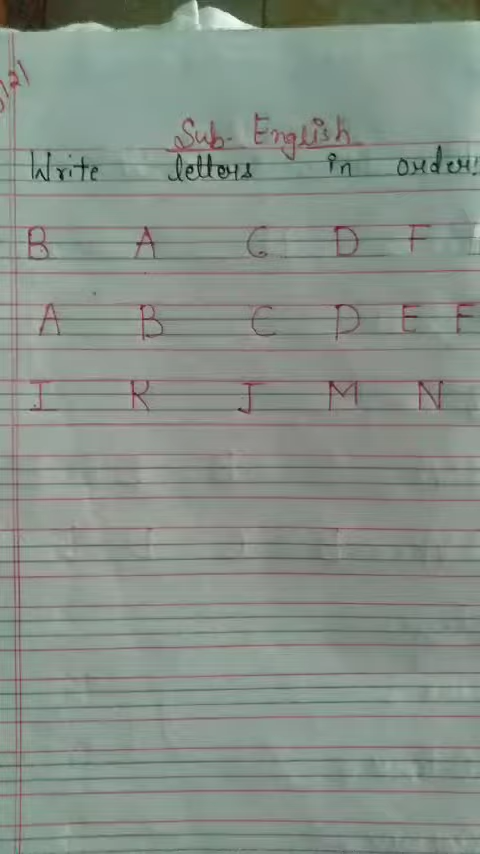 Sub- English
Write letters in order:
B A C D F
A B C D E F
I K J M N